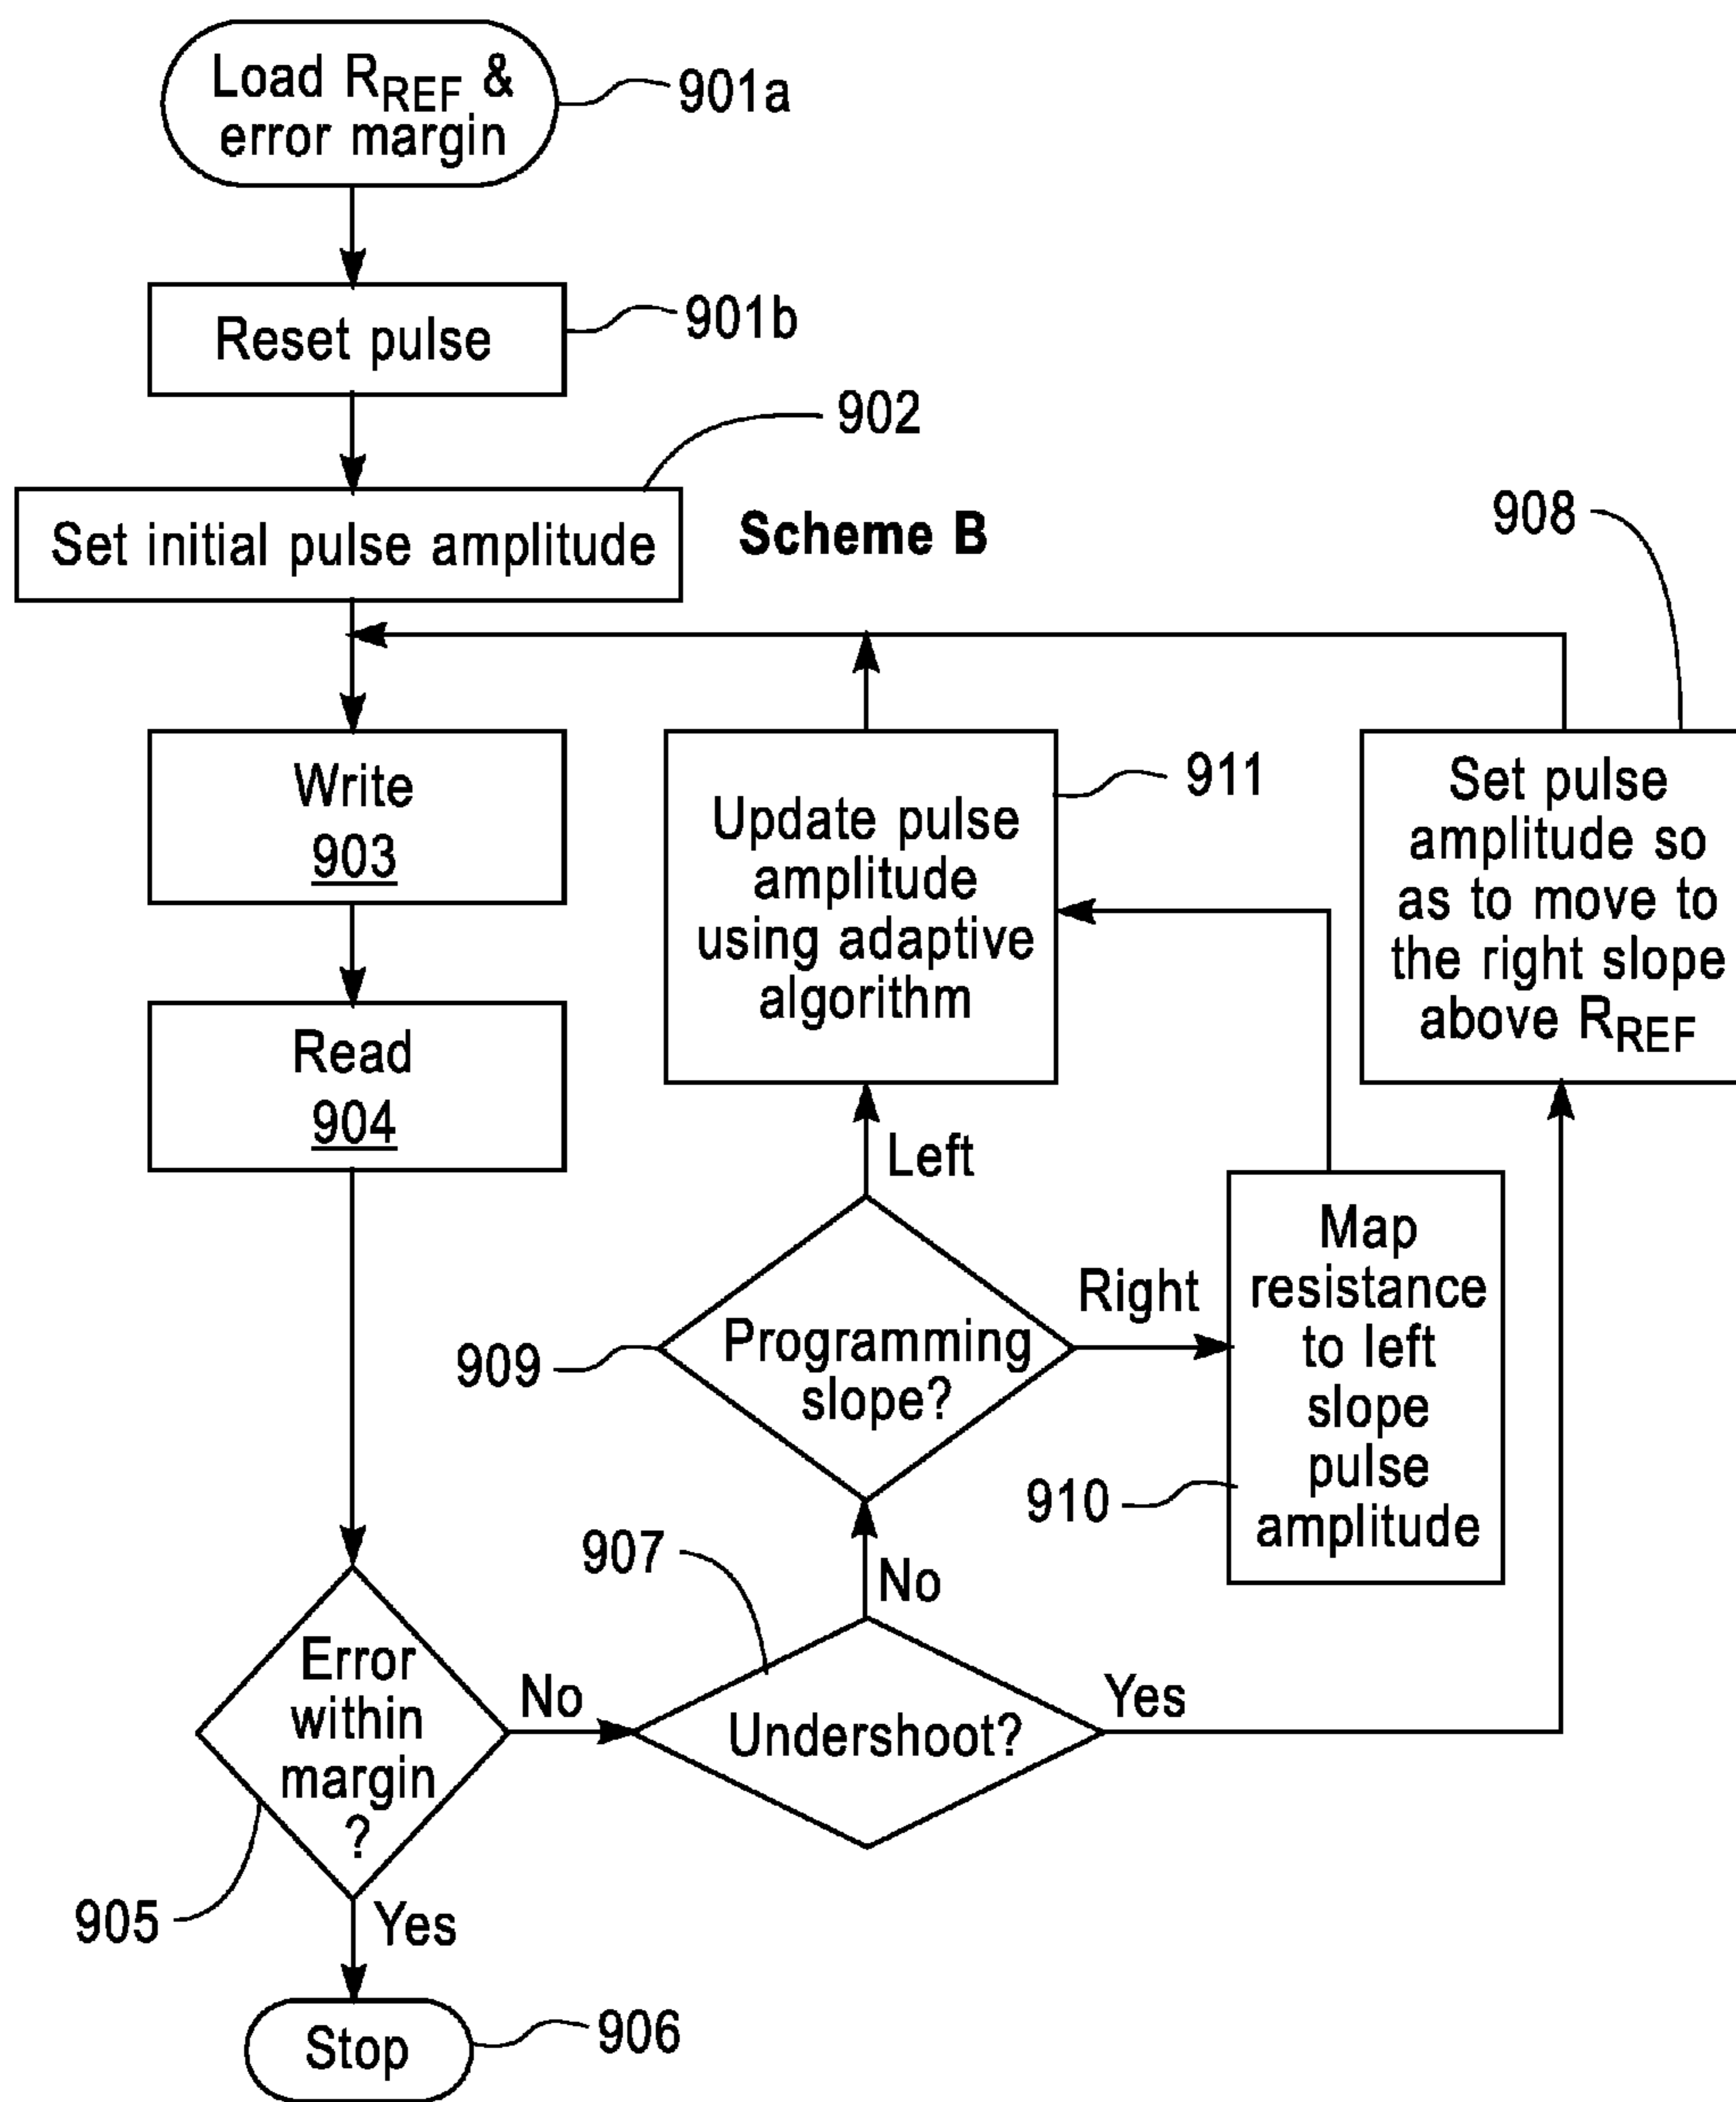 Load RREF &
error margin
901a
Reset pulse
901b
902
Set initial pulse amplitude
Scheme B
908
Write
903
Update pulse
amplitude
using adaptive
algorithm
911
Set pulse
amplitude so
as to move to
the right slope
above RREF
Read
904
Left
Programming
slope?
909
Right
Map
resistance
to left
slope
pulse
amplitude
910
907
No
Error
within
margin
?
905
No
Undershoot?
Yes
Yes
Stop
906